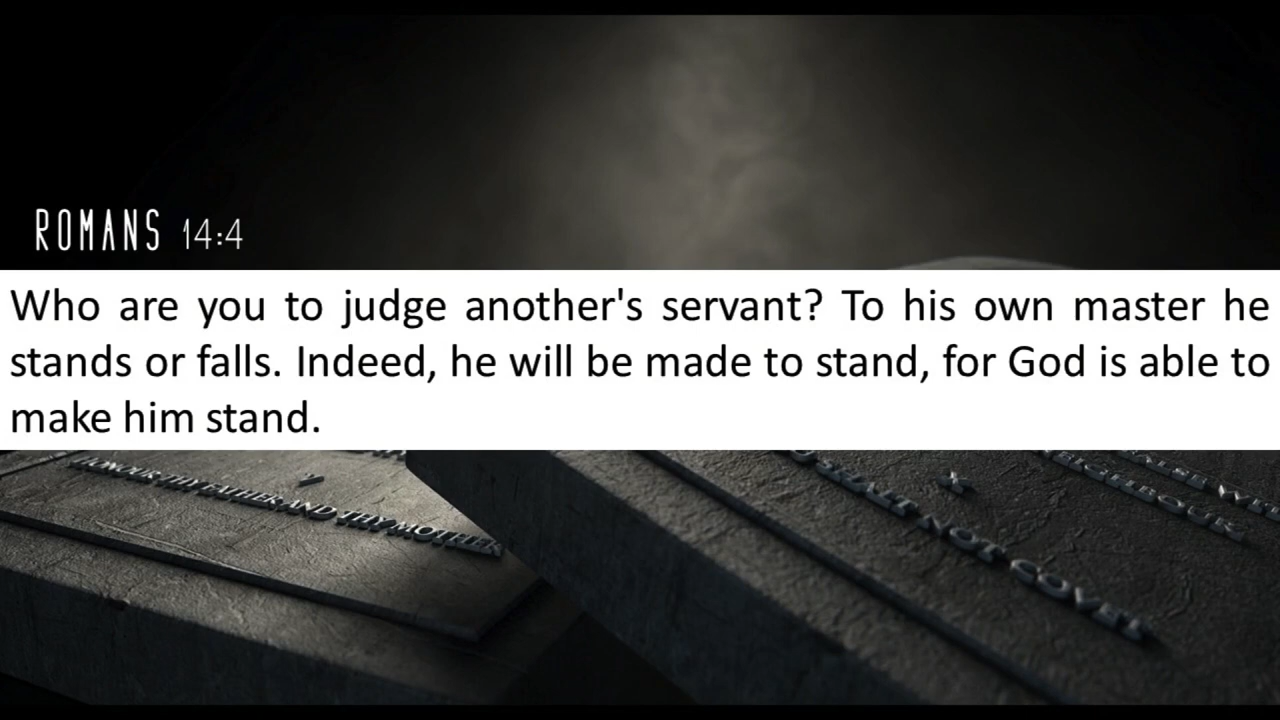 ROMANS 14:4
Who are you to judge another's servant? To his own master he
stands or falls. Indeed, he will be made to stand, for God is able to
make him stand.
V
HONOUR THY FATHER AND THY MOTHER
X
NOT COVET
NEIGHBOUR